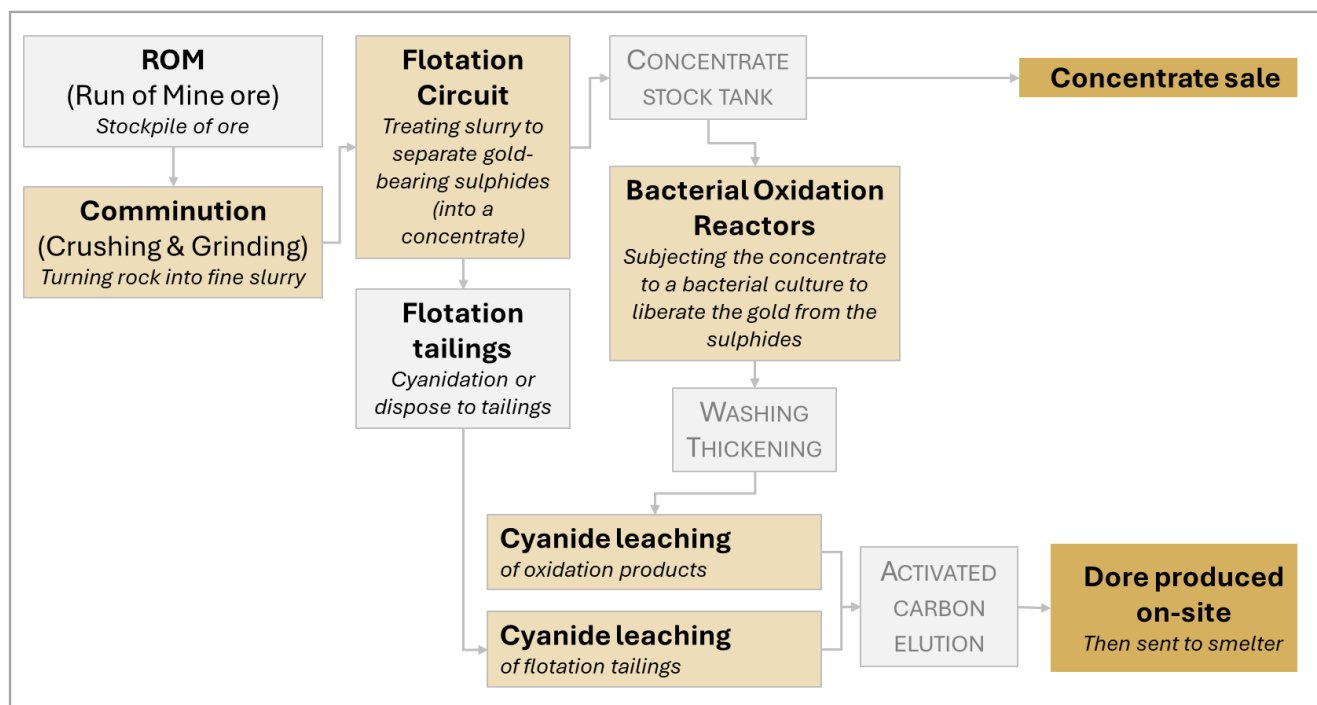 ROM
(Run of Mine ore)
Stockpile of ore
Comminution
(Crushing & Grinding)
Turning rock into fine slurry
Flotation
Circuit
Treating slurry to
separate gold-
bearing sulphides
(into a
concentrate)
Flotation
tailings
Cyanidation or
dispose to tailings
CONCENTRATE
STOCK TANK
Concentrate sale
Bacterial Oxidation
Reactors
Subjecting the concentrate
to a bacterial culture to
liberate the gold from the
sulphides
WASHING
THICKENING
Cyanide leaching
of oxidation products
Cyanide leaching
of flotation tailings
ACTIVATED
CARBON
ELUTION
Dore produced
on-site
Then sent to smelter